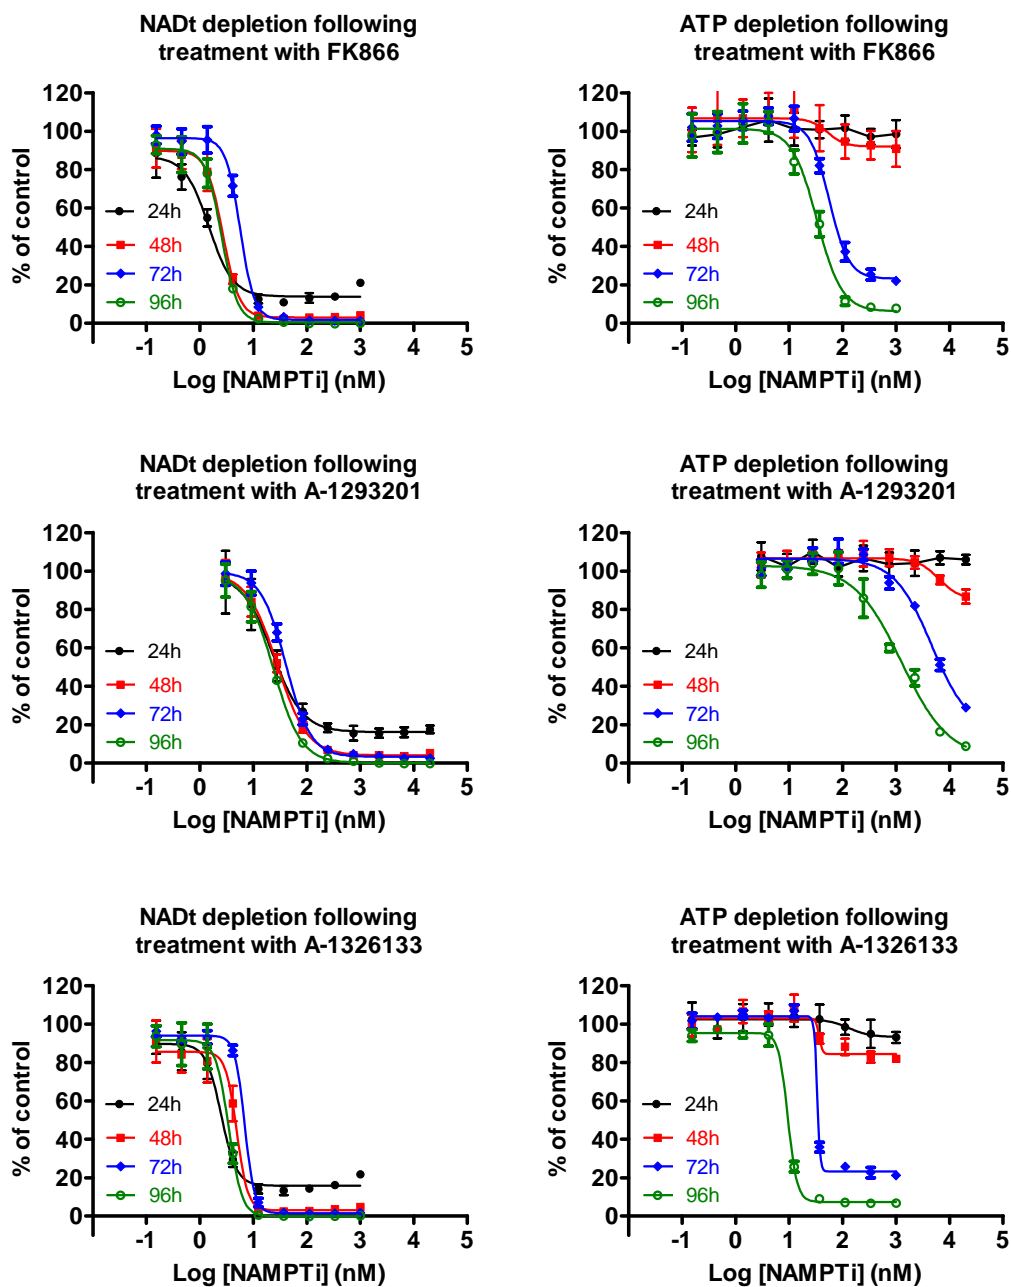 NADt depletion following
treatment with FK866
120
100
80
60
40
20
0
% of control
24h
48h
72h
96h
-1 0 1 2 3 4 5
Log [NAMPTi] (nM)
ATP depletion following
treatment with FK866
120
100
80
60
40
20
0
% of control
24h
48h
72h
96h
-1 0 1 2 3 4 5
Log [NAMPTi] (nM)
NADt depletion following
treatment with A-1293201
120
100
80
60
40
20
0
% of control
24h
48h
72h
96h
-1 0 1 2 3 4 5
Log [NAMPTi] (nM)
ATP depletion following
treatment with A-1293201
120
100
80
60
40
20
0
% of control
24h
48h
72h
96h
-1 0 1 2 3 4 5
Log [NAMPTi] (nM)
NADt depletion following
treatment with A-1326133
120
100
80
60
40
20
0
% of control
24h
48h
72h
96h
-1 0 1 2 3 4 5
Log [NAMPTi] (nM)
ATP depletion following
treatment with A-1326133
120
100
80
60
40
20
0
% of control
24h
48h
72h
96h
-1 0 1 2 3 4 5
Log [NAMPTi] (nM)